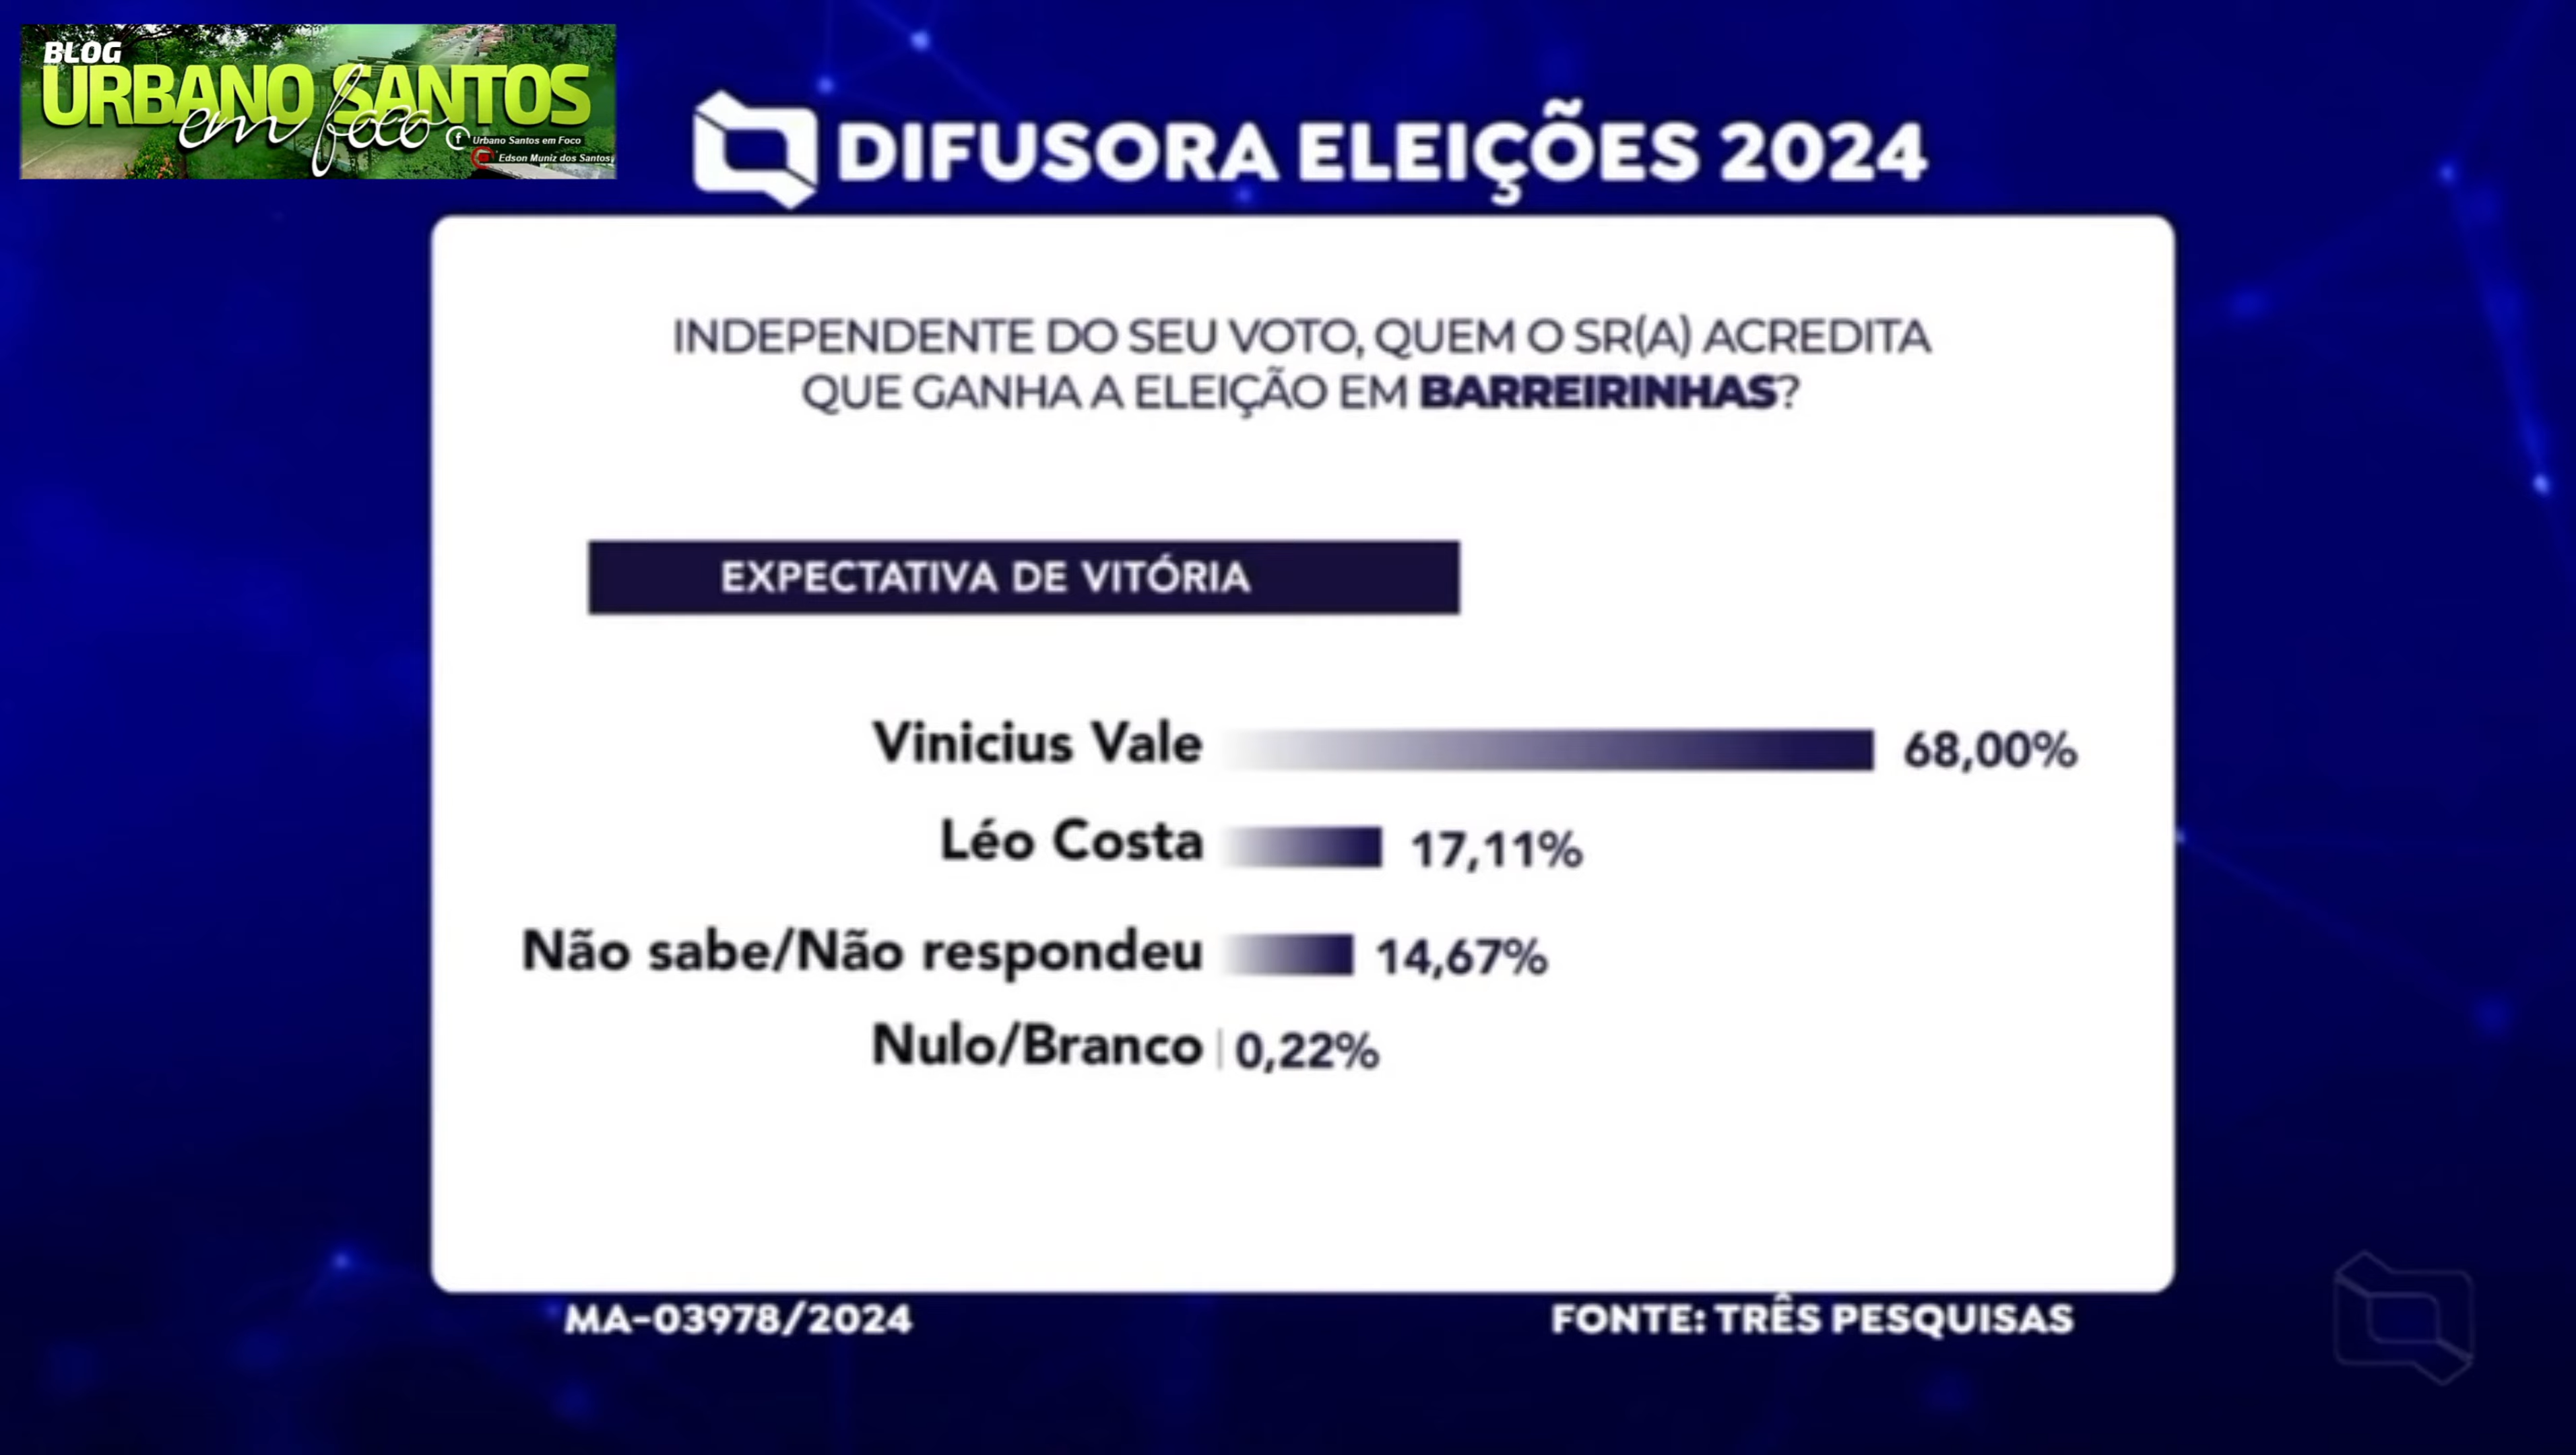 BLOG
URBANO SANTOS
em foco
Urbano Santos em Foco
Edson Muniz dos Santos
DIFUSORA ELEIÇÕES 2024
INDEPENDENTE DO SEU VOTO, QUEM O SR(A) ACREDITA
QUE GANHA A ELEIÇÃO EM BARREIRINHAS?
EXPECTATIVA DE VITÓRIA
Vinicius Vale 68,00%
Léo Costa 17,11%
Não sabe/Não respondeu 14,67%
Nulo/Branco 0,22%
MA-03978/2024
FONTE: TRÊS PESQUISAS